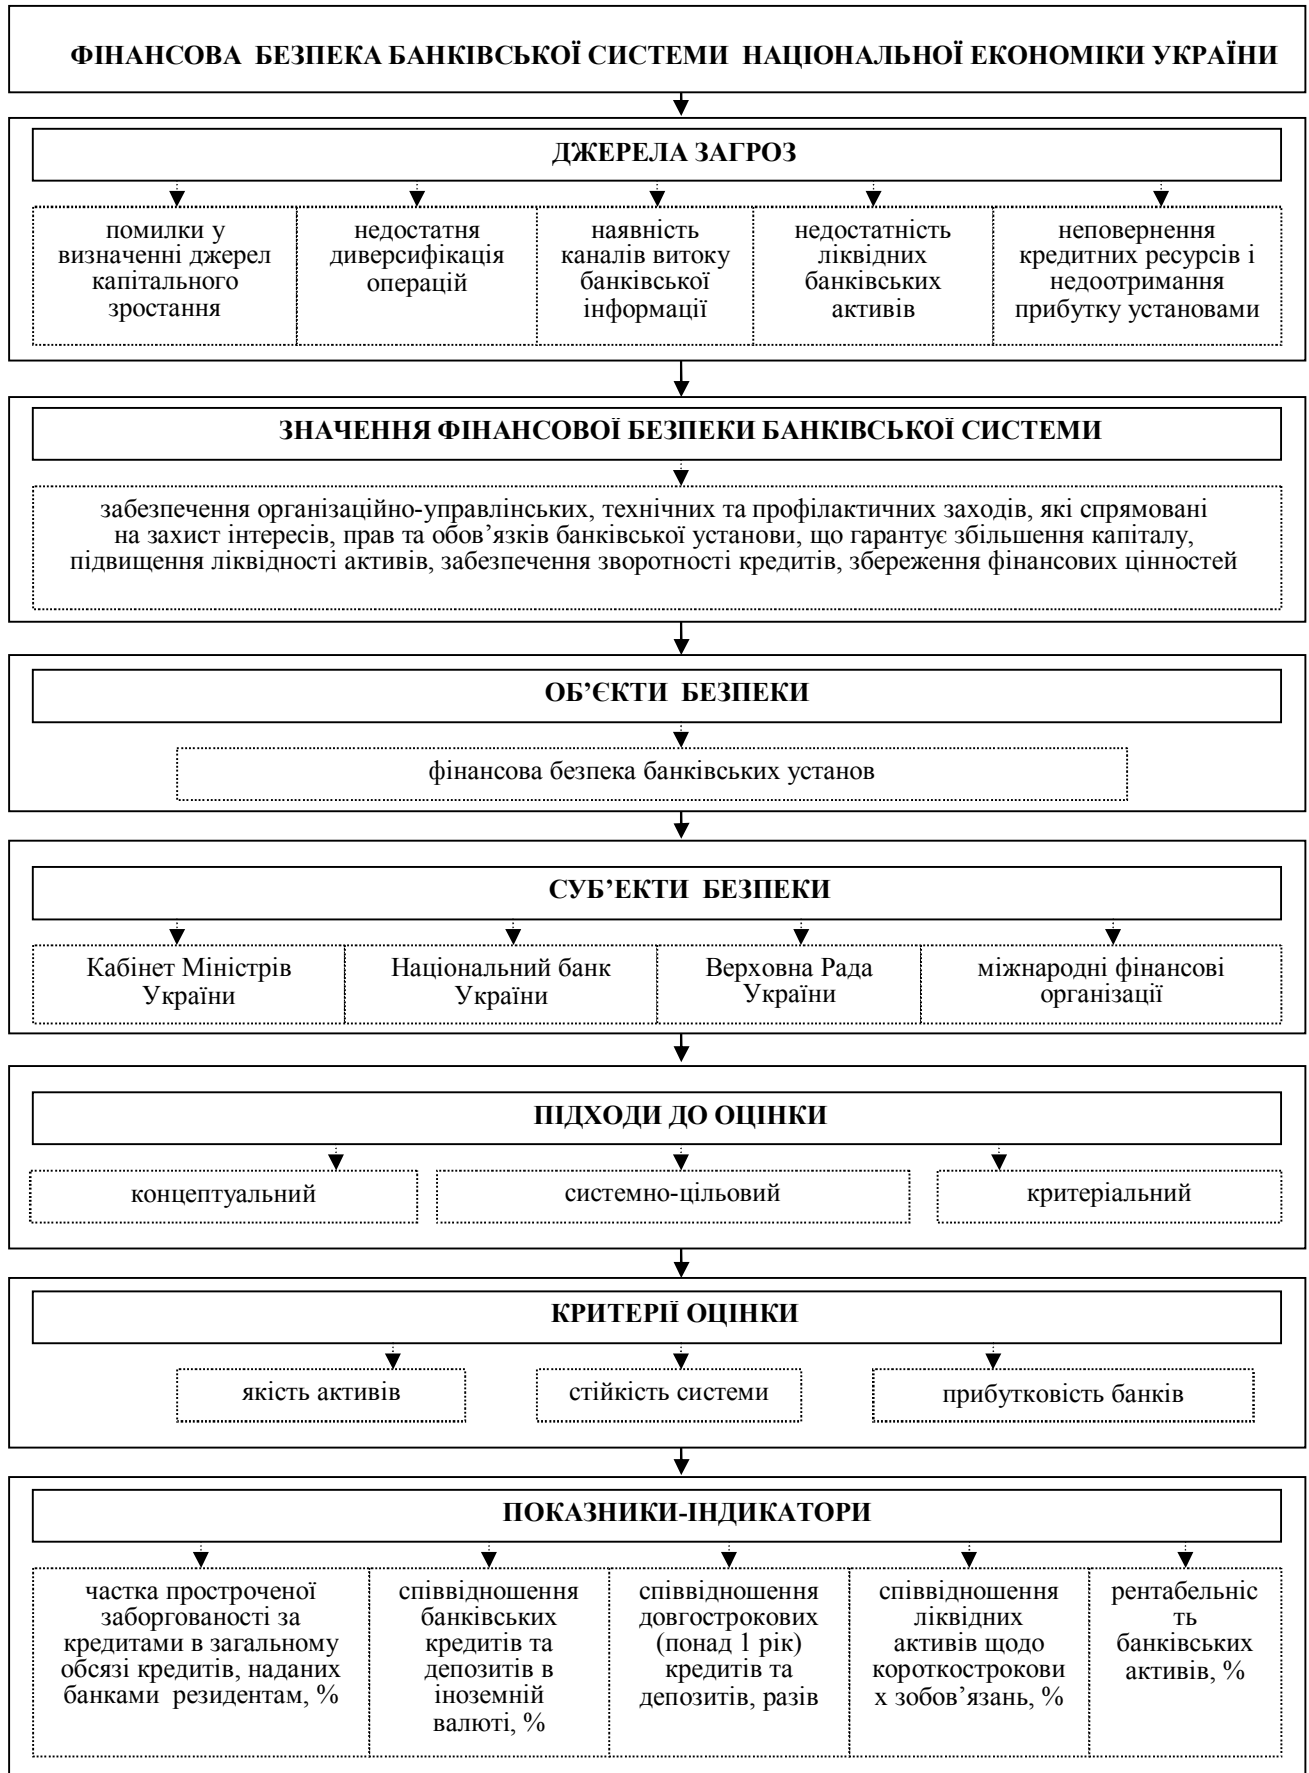 ФІНАНСОВА БЕЗПЕКА БАНКІВСЬКОЇ СИСТЕМИ НАЦІОНАЛЬНОЇ ЕКОНОМІКИ УКРАЇНИ
ДЖЕРЕЛА ЗАГРОЗ
помилки у
визначенні джерел
капітального
зростання
недостатня
диверсифікація
операцій
наявність
каналів витоку
банківської
інформації
недостатність
ліквідних
банківських
активів
неповернення
кредитних ресурсів і
недоотримання
прибутку установами
ЗНАЧЕННЯ ФІНАНСОВОЇ БЕЗПЕКИ БАНКІВСЬКОЇ СИСТЕМИ
забезпечення організаційно-управлінських, технічних та профілактичних заходів, які спрямовані
на захист інтересів, прав та обов’язків банківської установи, що гарантує збільшення капіталу,
підвищення ліквідності активів, забезпечення зворотності кредитів, збереження фінансових цінностей
ОБ’ЄКТИ БЕЗПЕКИ
фінансова безпека банківських установ
СУБ’ЕКТИ БЕЗПЕКИ
Кабінет Міністрів
України
Національний банк
України
Верховна Рада
України
міжнародні фінансові
організації
ПІДХОДИ ДО ОЦІНКИ
концептуальний
системно-цільовий
критеріальний
КРИТЕРІЇ ОЦІНКИ
якість активів
стійкість системи
прибутковість банків
ПОКАЗНИКИ-ІНДИКАТОРИ
частка простроченої
заборгованості за
кредитами в загальному
обсязі кредитів, наданих
банками резидентам, %
співвідношення
банківських
кредитів та
депозитів в
іноземній
валюті, %
співвідношення
довгострокових
(понад 1 рік)
кредитів та
депозитів, разів
співвідношення
ліквідних
активів щодо
короткострокови
х зобов’язань, %
рентабельніс
ть
банківських
активів, %